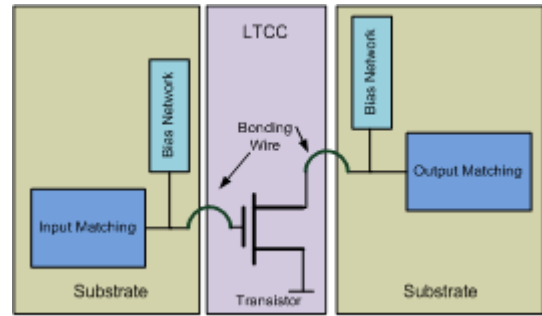 LTCC
Bias Network
Bias Network
Bonding
Wire
Input Matching
Output Matching
Substrate
Transistor
Substrate